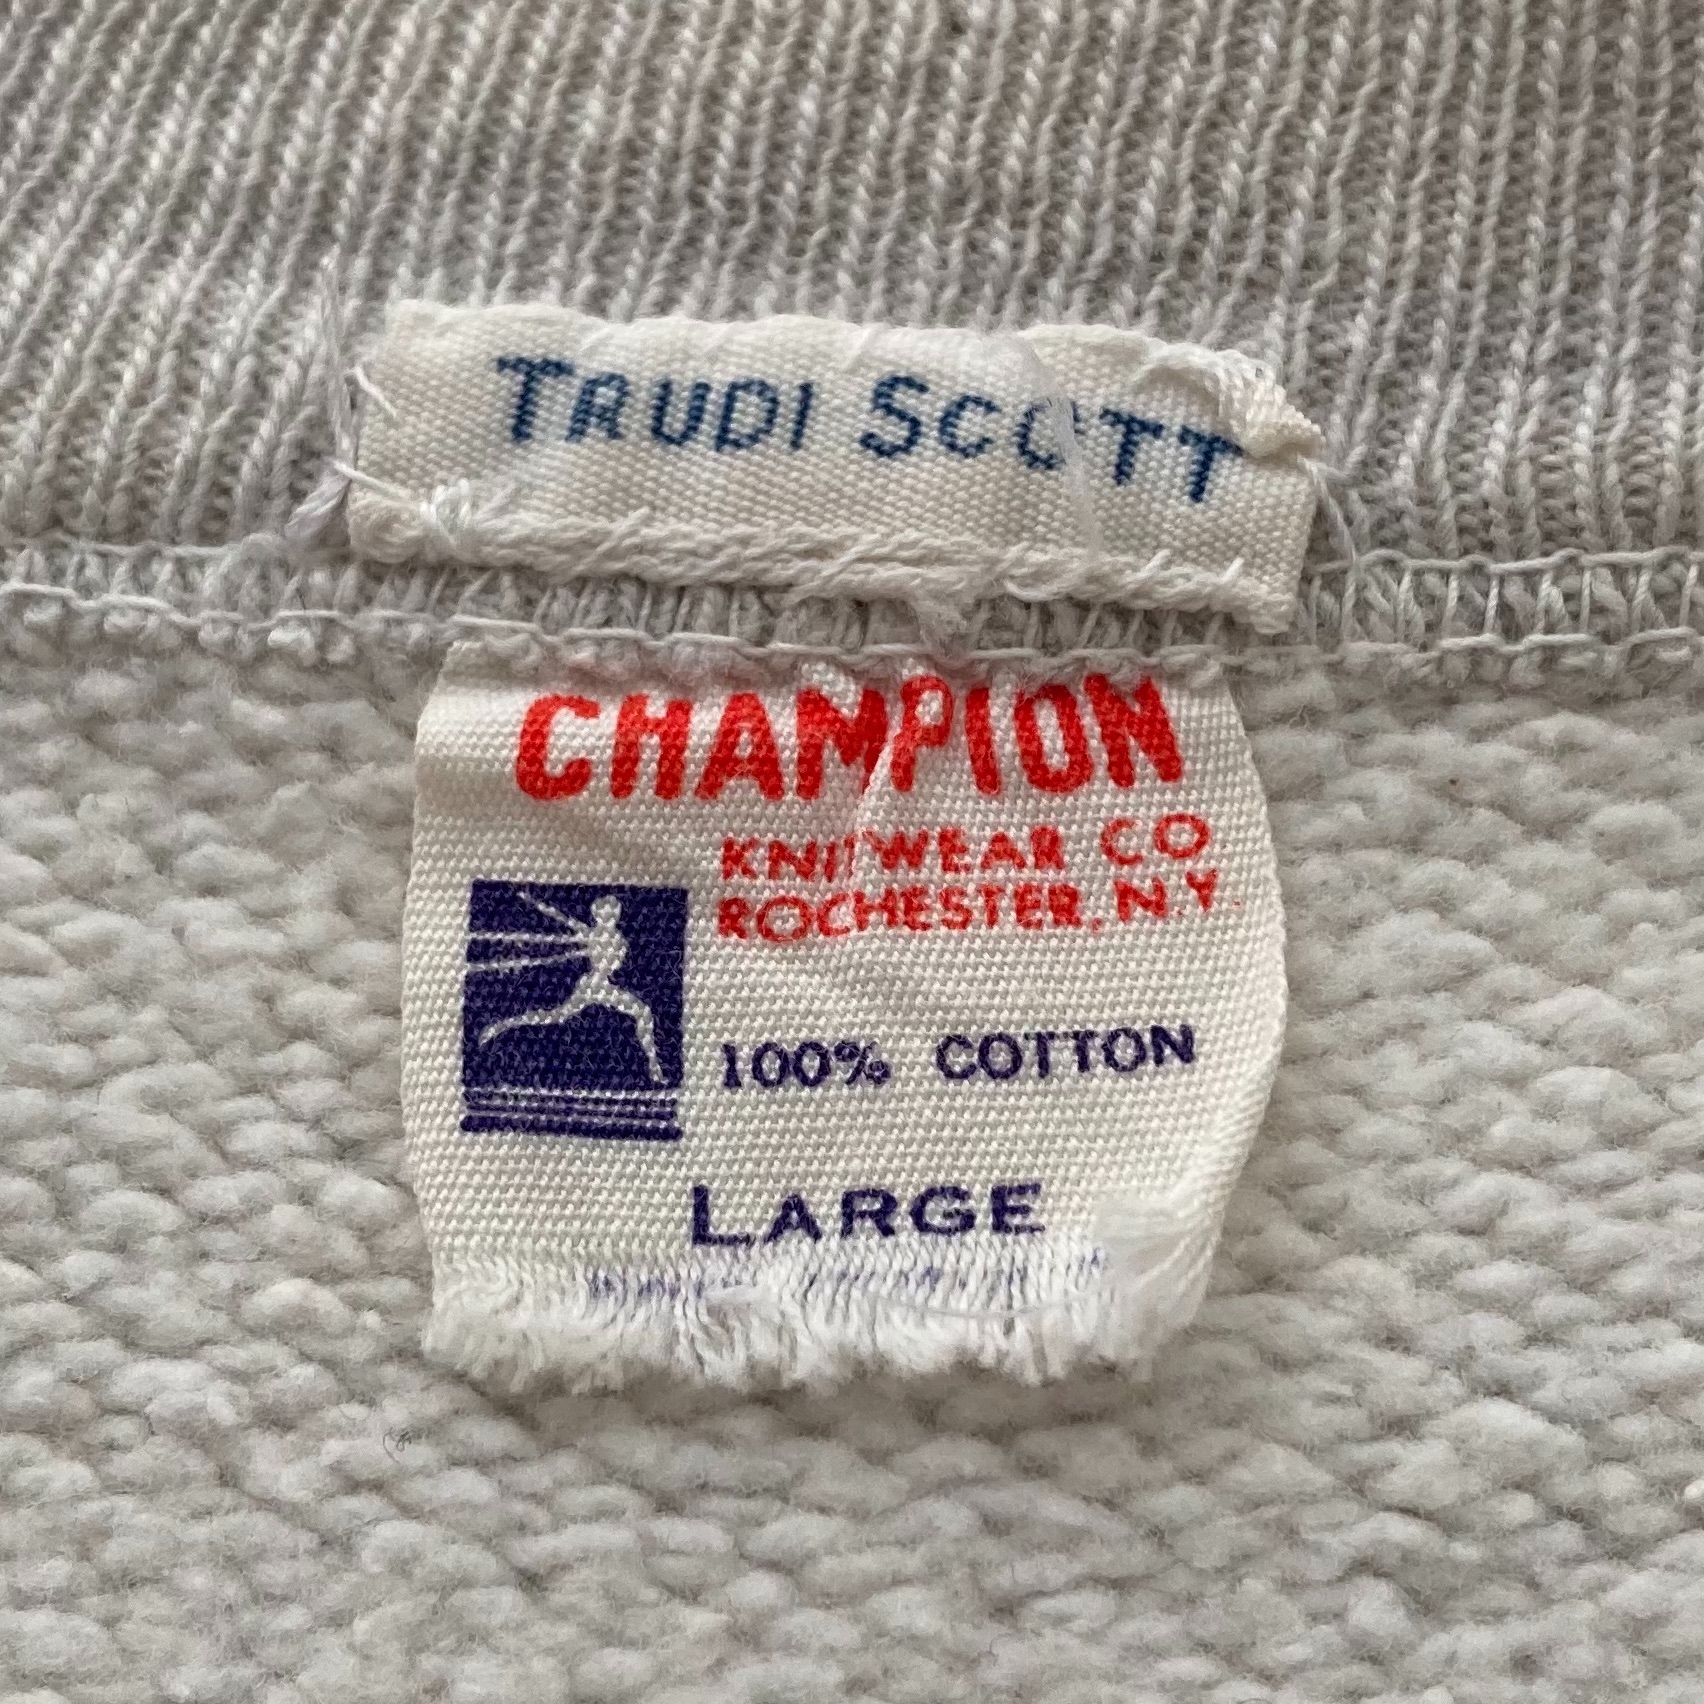 TRUDI SCOTT
CHAMPION
KNITWEAR CO
ROCHESTER, N.Y.
100% COTTON
LARGE